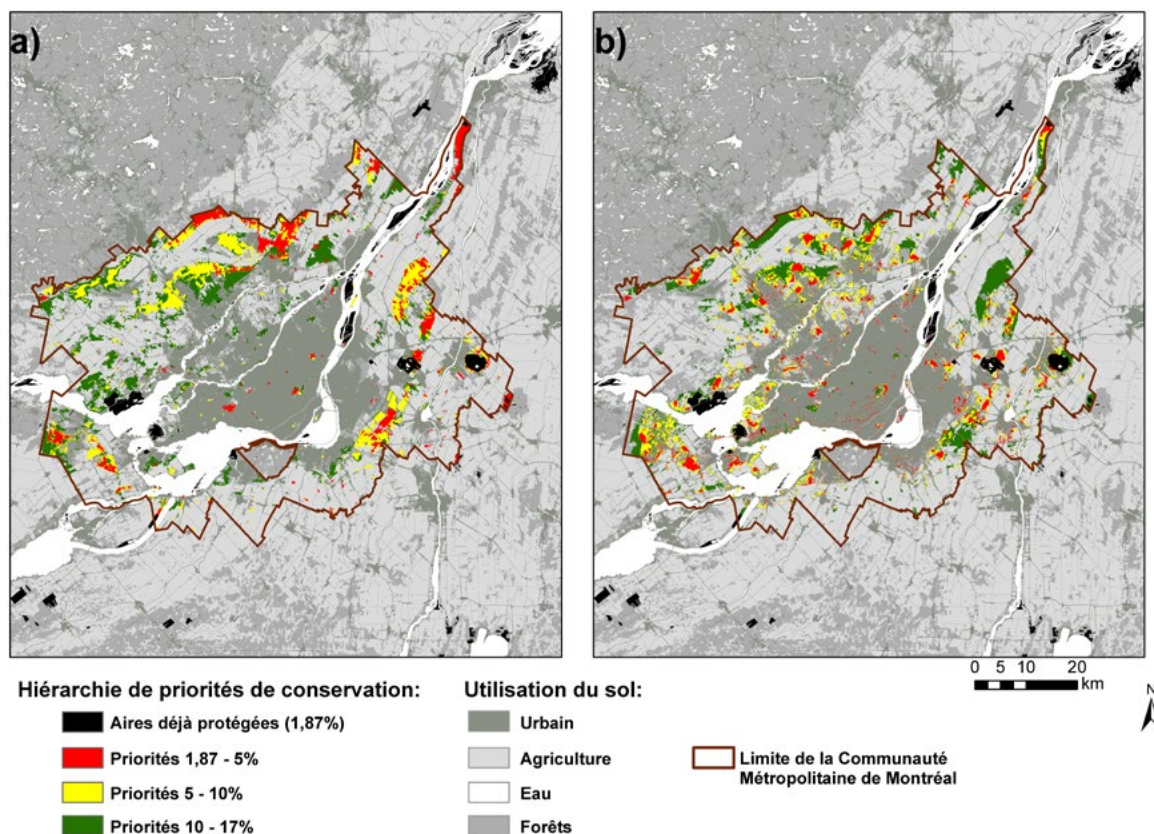 a)
b)
0 5 10 20
km
N
Hiérarchie de priorités de conservation:
Aires déjà protégées (1,87%)
Priorités 1,87 - 5%
Priorités 5 - 10%
Priorités 10 - 17%
Utilisation du sol:
Urbain
Agriculture
Eau
Forêts
Limite de la Communauté
Métropolitaine de Montréal